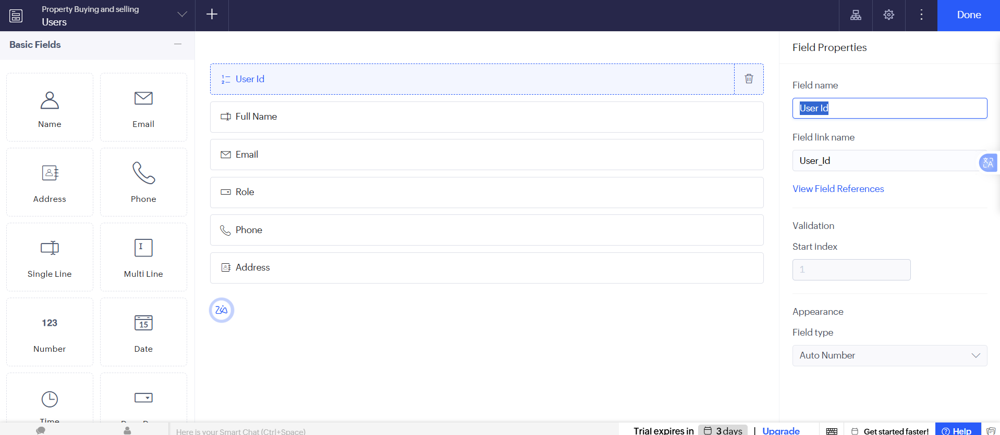 Property Buying and selling
Users
Done
Basic Fields
Name
Email
Address
Phone
Single Line
Multi Line
123
Number
15
Date
Time
User Id
Full Name
Email
Role
Phone
Address
Field Properties
Field name
User Id
Field link name
User_Id
View Field References
Validation
Start Index
1
Appearance
Field type
Auto Number
Here is your Smart Chat (Ctrl+Space)
Trial expires in 3 days | Upgrade
Get started faster!
Help